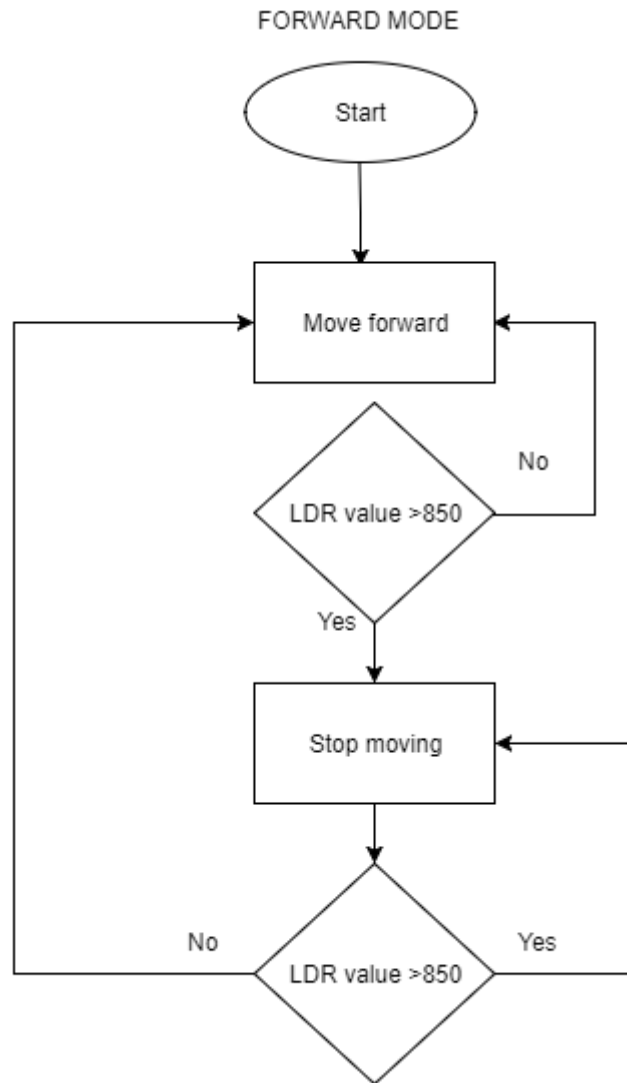 FORWARD MODE
Start
Move forward
No
LDR value >850
Yes
Stop moving
No
Yes
LDR value >850